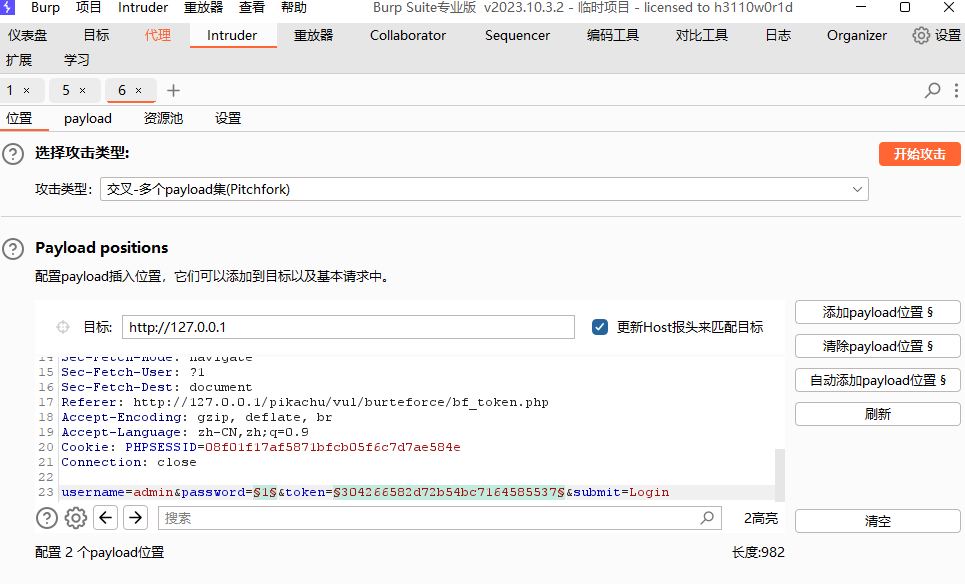 Burp 项目 Intruder 重放器 查看 帮助 Burp Suite专业版 v2023.10.3.2 - 临时项目 - licensed to h3110w0r1d
仪表盘 目标 代理 Intruder 重放器 Collaborator Sequencer 编码工具 对比工具 日志 Organizer 设置
扩展 学习
1 × 5 × 6 × +
位置 payload 资源池 设置
? 选择攻击类型: 开始攻击
攻击类型: 交叉-多个payload集(Pitchfork)
? Payload positions
配置payload插入位置，它们可以添加到目标以及基本请求中。
添加payload位置 §
目标: http://127.0.0.1 更新Host报头来匹配目标
清除payload位置 §
14 Sec-Fetch-Mode: navigate
15 Sec-Fetch-User: ?1
自动添加payload位置 §
16 Sec-Fetch-Dest: document
17 Referer: http://127.0.0.1/pikachu/vul/burteforce/bf_token.php
刷新
18 Accept-Encoding: gzip, deflate, br
19 Accept-Language: zh-CN,zh;q=0.9
20 Cookie: PHPSESSID=08f01f17af5871bfcb05f6c7d7ae584e
21 Connection: close
22
23 username=admin&password=§1§&token=§304266582d72b54bc7164585537§&submit=Login
? 搜索 2高亮 清空
配置 2 个payload位置 长度:982